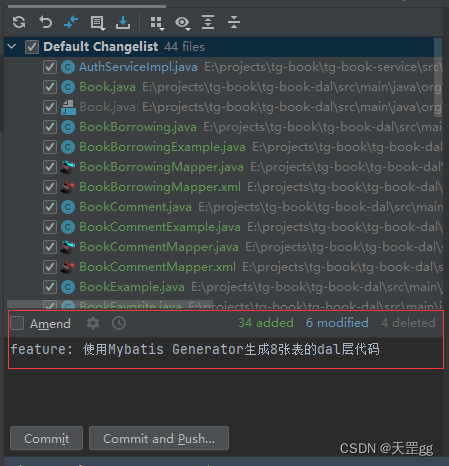 Default Changelist 44 files
AuthServiceImpl.java E:\projects\tg-book\tg-book-service\src\
Book.java E:\projects\tg-book\tg-book-dal\src\main\java\org
Book.java E:\projects\tg-book\tg-book-dal\src\main\java\org
BookBorrowing.java E:\projects\tg-book\tg-book-dal\src\mai
BookBorrowingExample.java E:\projects\tg-book\tg-book-da
BookBorrowingMapper.java E:\projects\tg-book\tg-book-da
BookBorrowingMapper.xml E:\projects\tg-book\tg-book-dal
BookComment.java E:\projects\tg-book\tg-book-dal\src\mai
BookCommentExample.java E:\projects\tg-book\tg-book-dal
BookCommentMapper.java E:\projects\tg-book\tg-book-dal
BookCommentMapper.xml E:\projects\tg-book\tg-book-dal\
BookExample.java E:\projects\tg-book\tg-book-dal\src\main
BookFavorite.java E:\projects\tg-book\tg-book-dal\src\main\j
Amend 34 added 6 modified 4 deleted
feature: 使用Mybatis Generator生成8张表的dal层代码
Commit Commit and Push...
CSDN @天罡gg